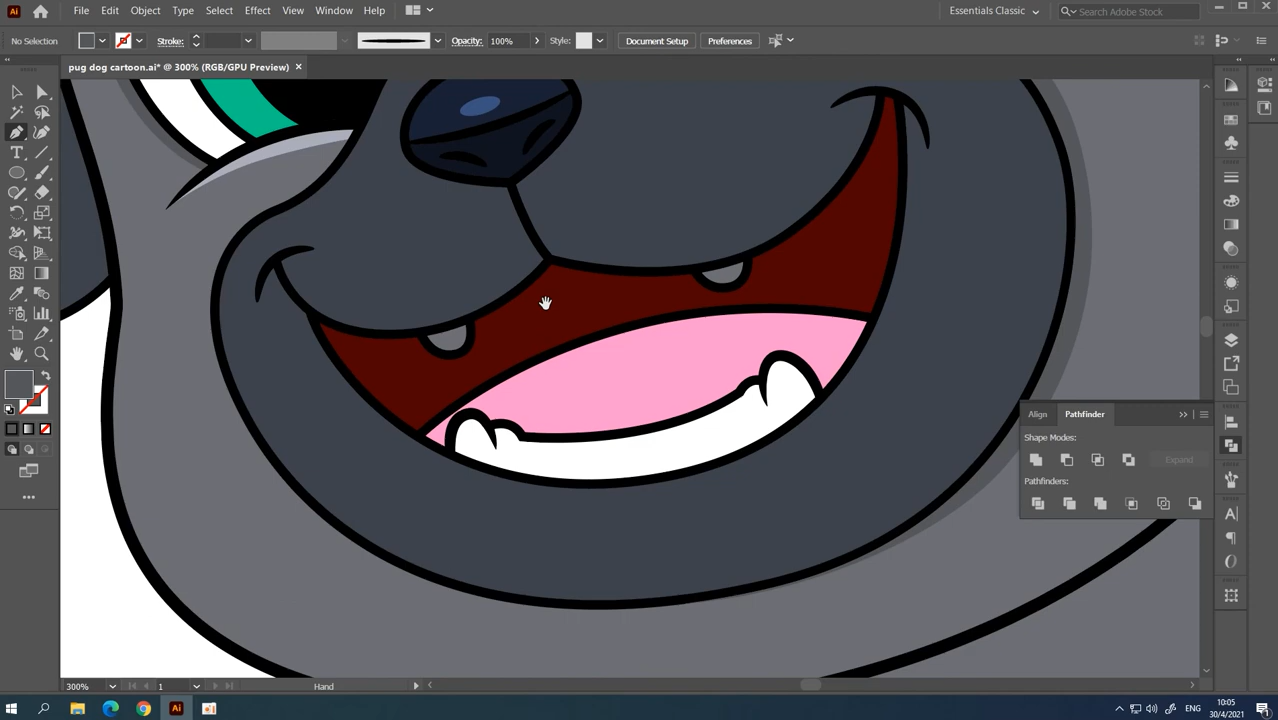 Ai File Edit Object Type Select Effect View Window Help Essentials Classic Search Adobe Stock
No Selection Stroke: Opacity: 100% Style: Document Setup Preferences
pug dog cartoon.ai* @ 300% (RGB/GPU Preview) ×
Align Pathfinder
Shape Modes:
Expand
Pathfinders:
300% 1 Hand
Ai ENG 10:05
30/4/2021